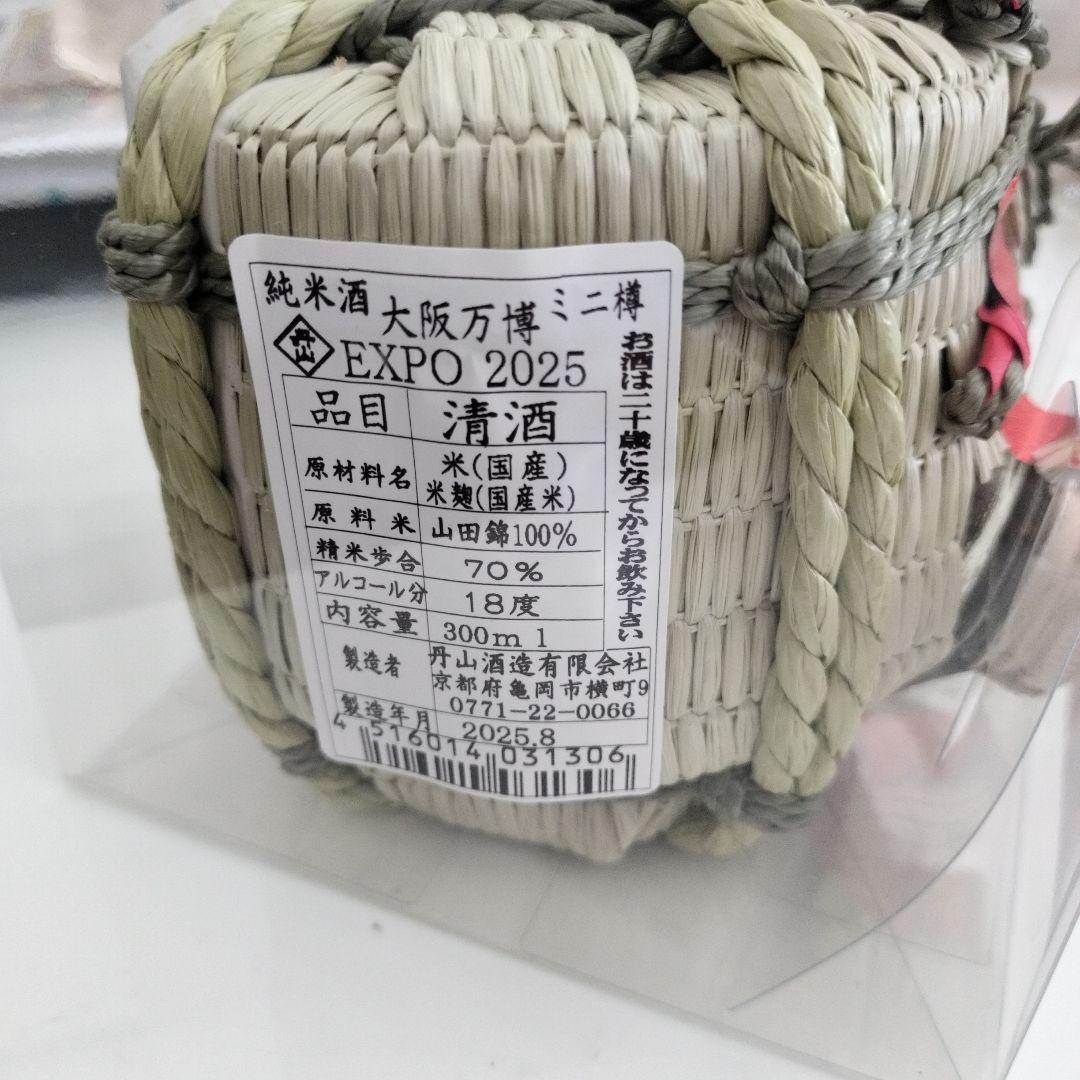 純米酒 大阪万博 ミニ樽
丹山 EXPO 2025
品目 清酒
原材料名 米(国産)
米麹(国産米)
原料米 山田錦100%
精米歩合 70%
アルコール分 18度
内容量 300ml
お酒は二十歳になってからお飲み下さい
製造者 丹山酒造有限会社
京都府亀岡市横町9
0771-22-0066
製造年月 2025.8
4 516014 031306